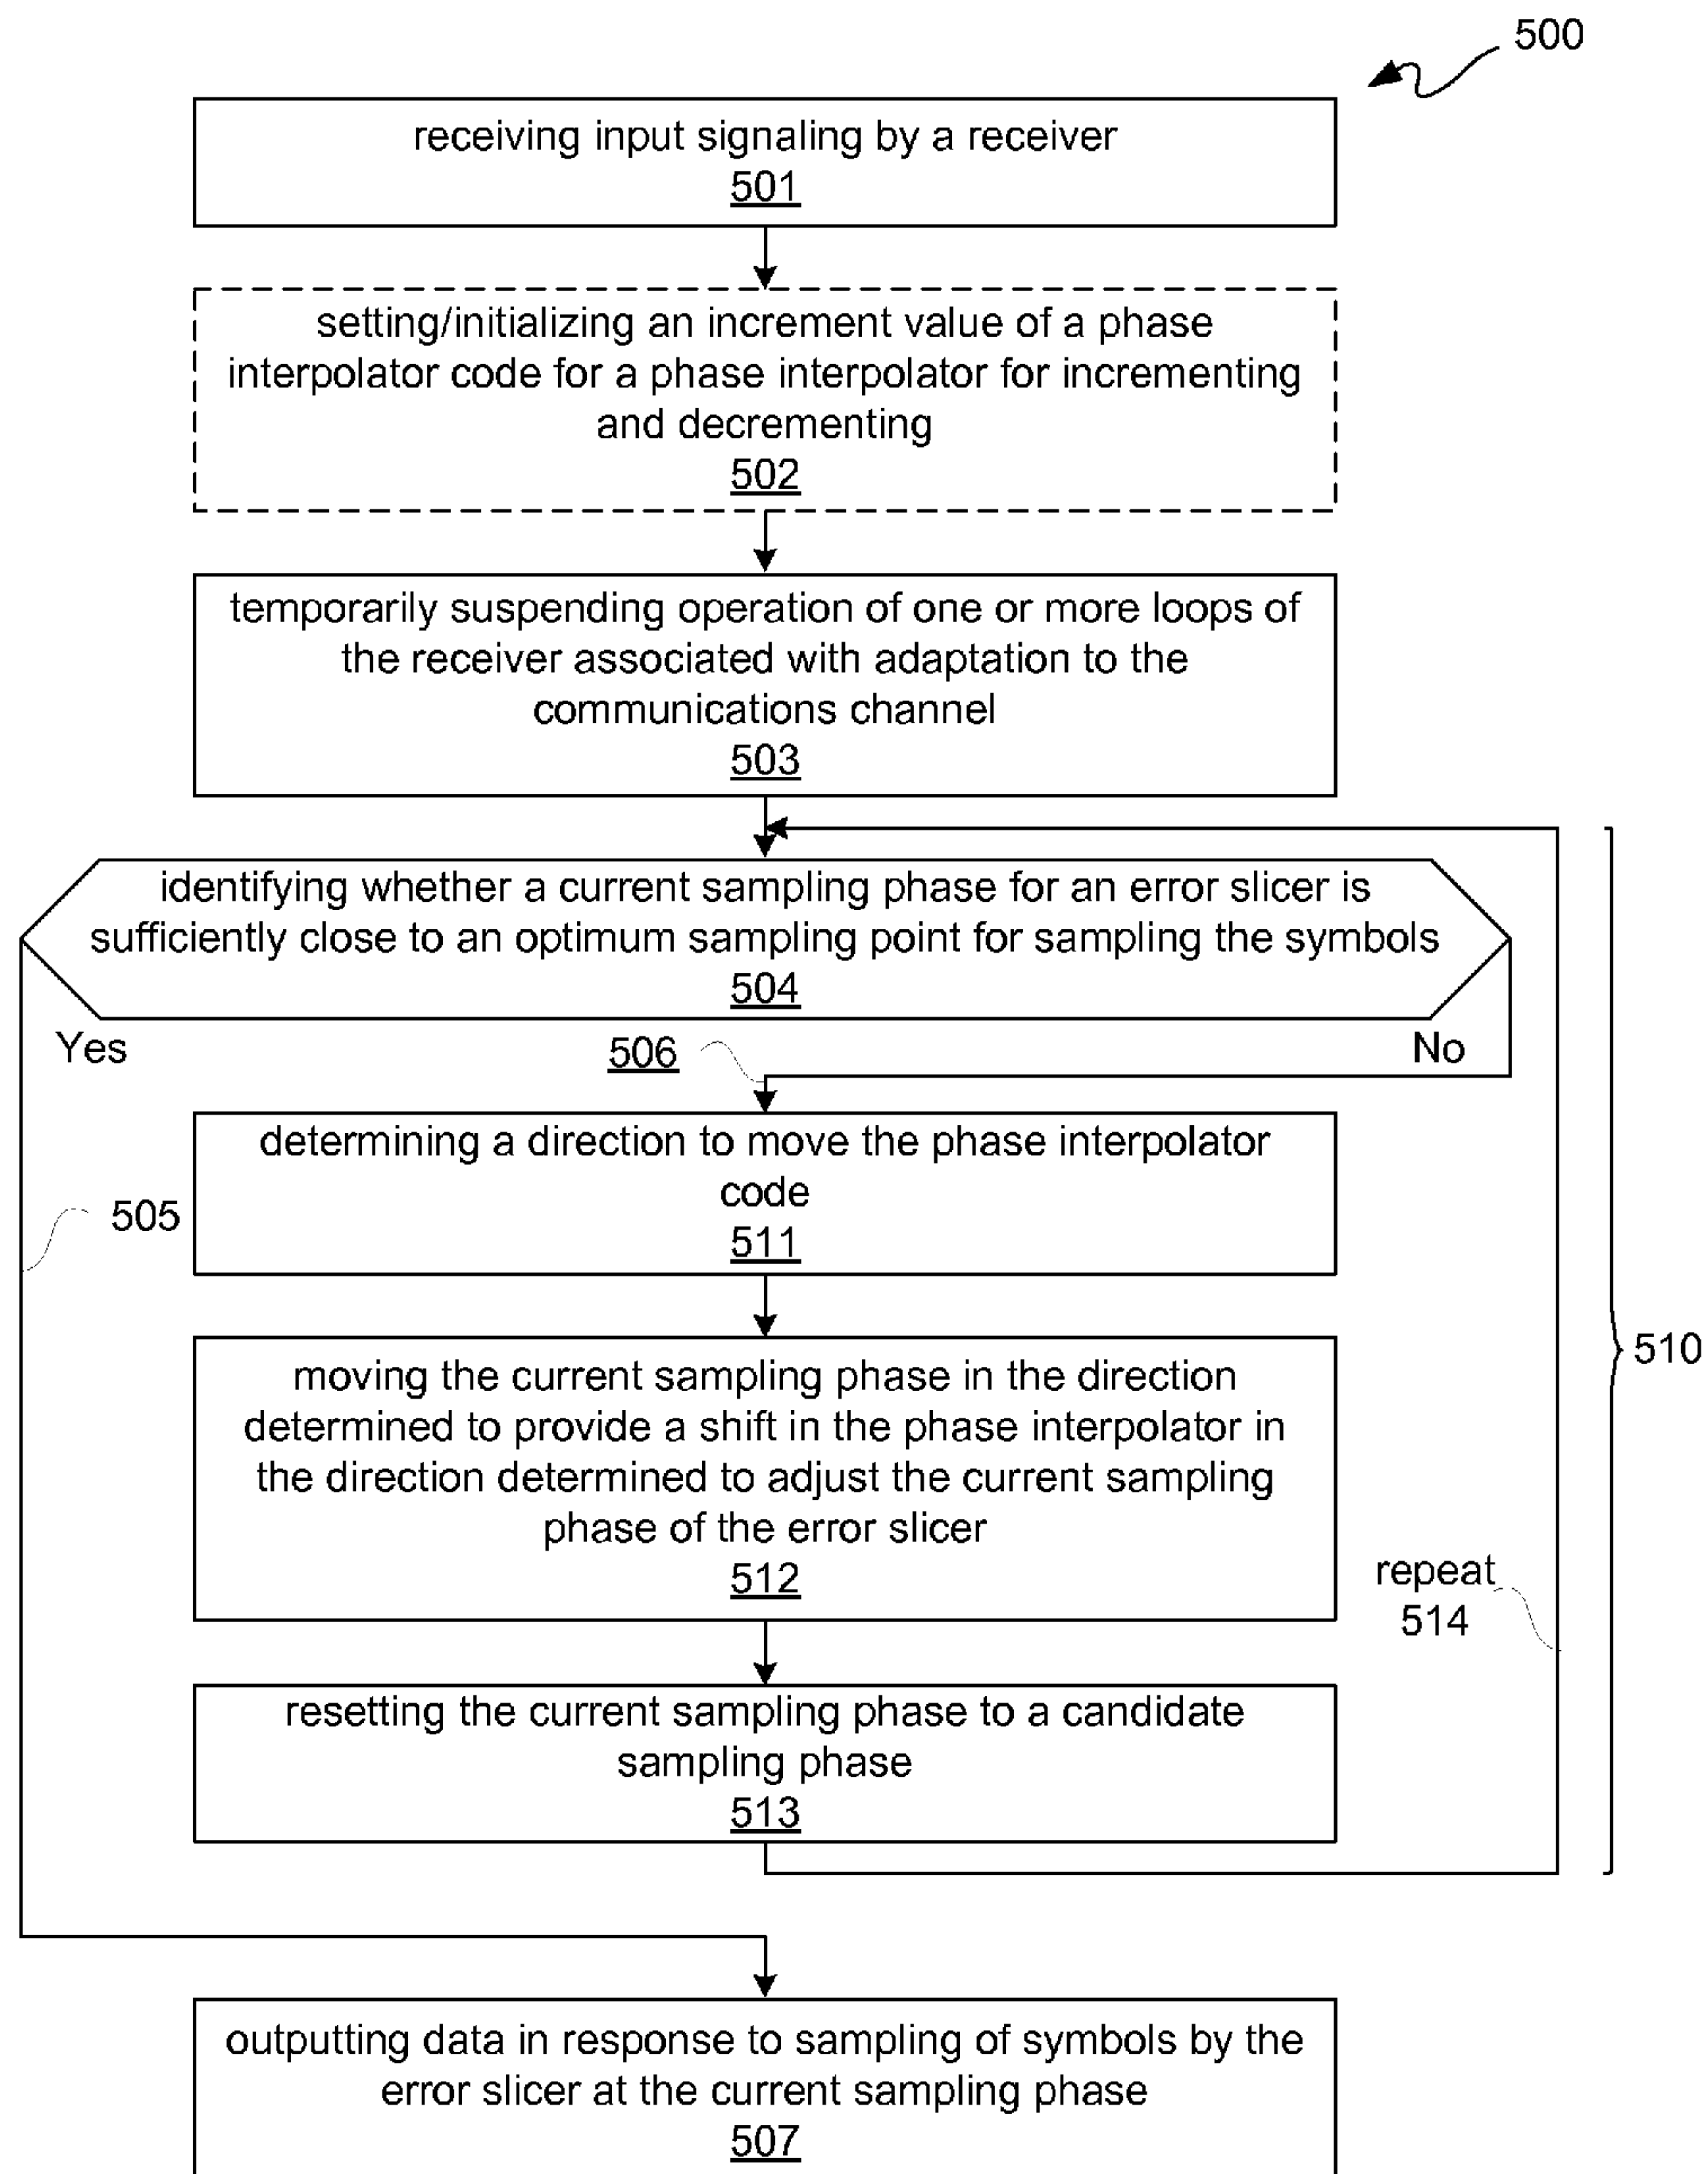 500
receiving input signaling by a receiver
501
setting/initializing an increment value of a phase
interpolator code for a phase interpolator for incrementing
and decrementing
502
temporarily suspending operation of one or more loops of
the receiver associated with adaptation to the
communications channel
503
identifying whether a current sampling phase for an error slicer is
sufficiently close to an optimum sampling point for sampling the symbols
504
Yes
506
No
determining a direction to move the phase interpolator
code
511
505
moving the current sampling phase in the direction
determined to provide a shift in the phase interpolator in
the direction determined to adjust the current sampling
phase of the error slicer
512
510
repeat
514
resetting the current sampling phase to a candidate
sampling phase
513
outputting data in response to sampling of symbols by the
error slicer at the current sampling phase
507